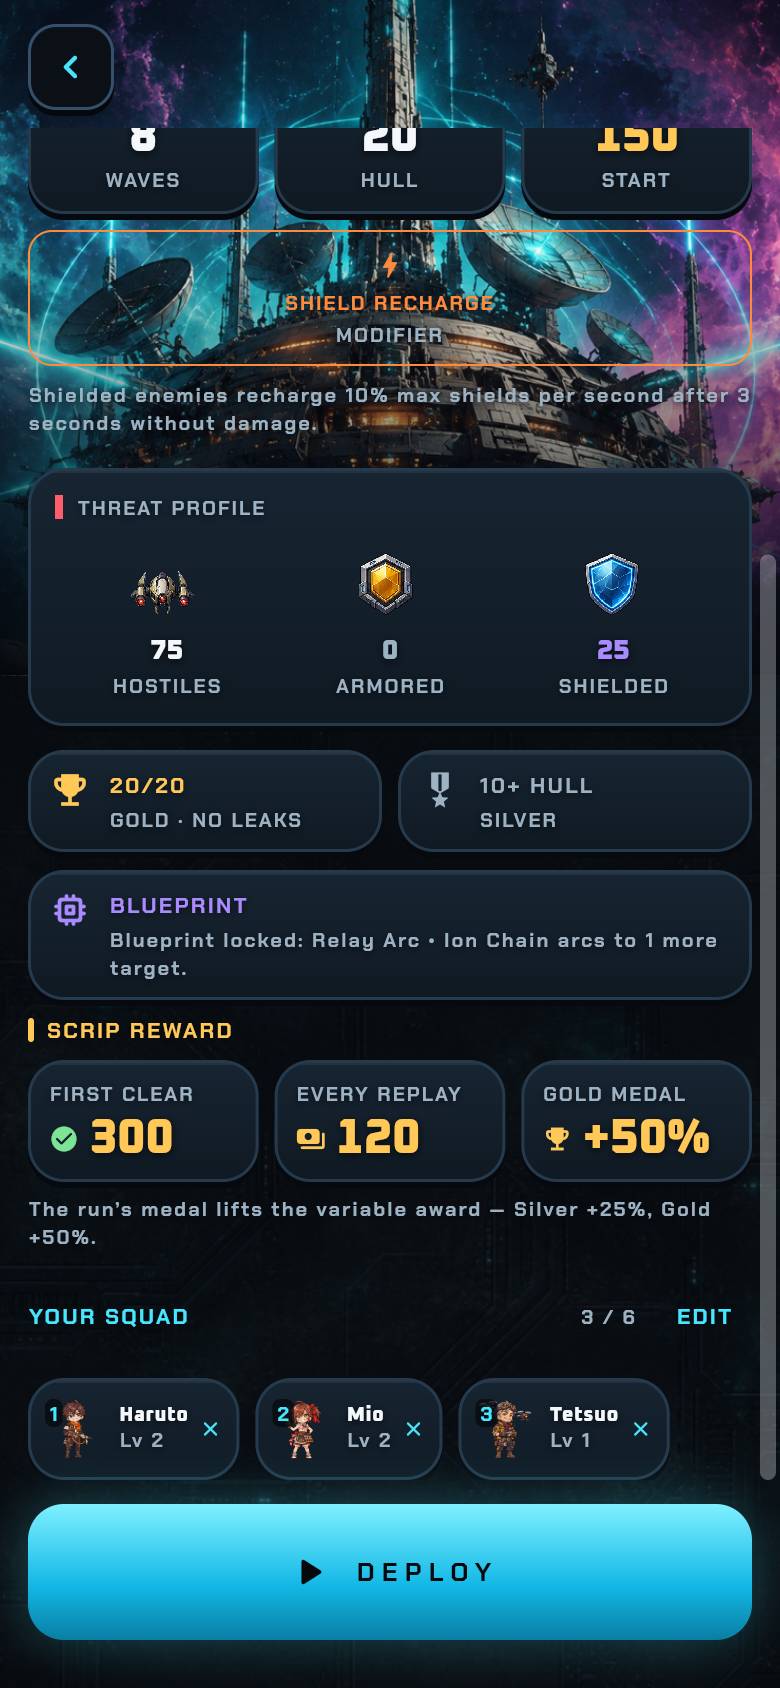 8
20
150
WAVES
HULL
START
SHIELD RECHARGE
MODIFIER
Shielded enemies recharge 10% max shields per second after 3
seconds without damage.
THREAT PROFILE
75
0
25
HOSTILES
ARMORED
SHIELDED
20/20
GOLD · NO LEAKS
10+ HULL
SILVER
BLUEPRINT
Blueprint locked: Relay Arc • Ion Chain arcs to 1 more
target.
SCRIP REWARD
FIRST CLEAR
300
EVERY REPLAY
120
GOLD MEDAL
+50%
The run’s medal lifts the variable award — Silver +25%, Gold
+50%.
YOUR SQUAD
3 / 6
EDIT
1
Haruto
Lv 2
2
Mio
Lv 2
3
Tetsuo
Lv 1
DEPLOY